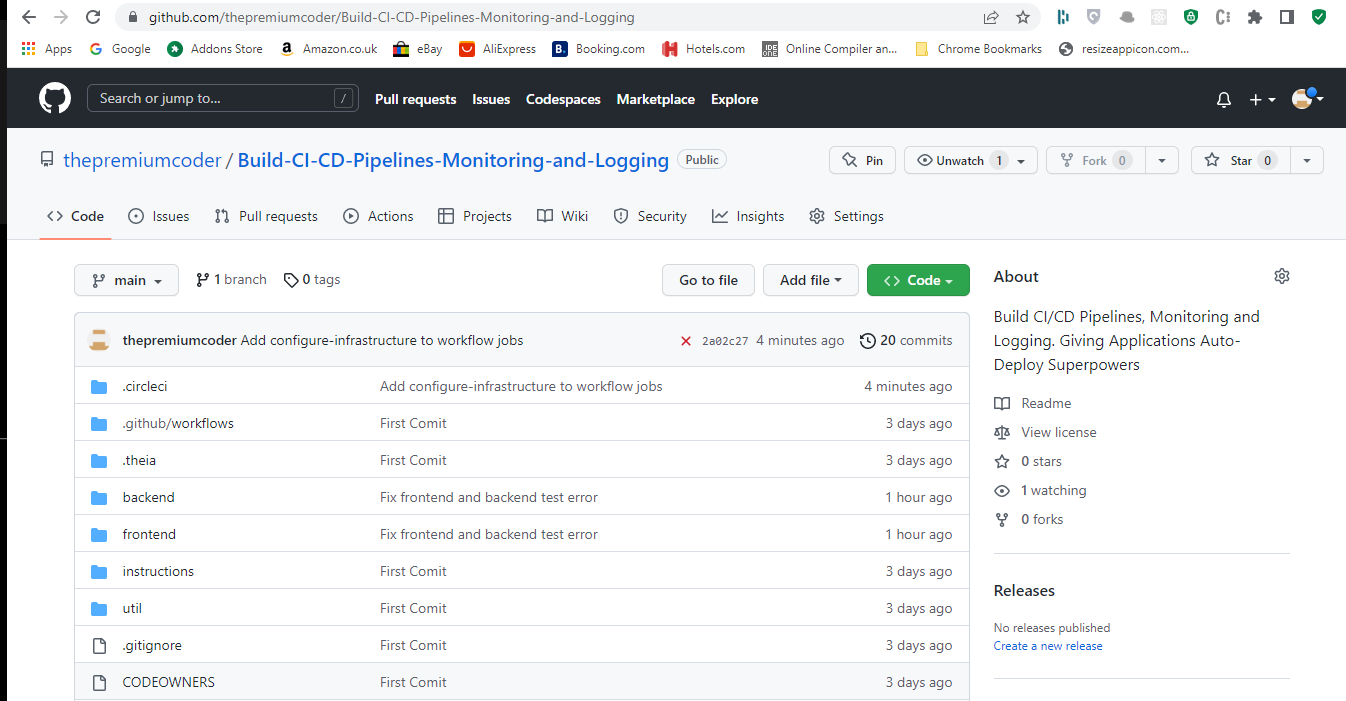 github.com/thepremiumcoder/Build-CI-CD-Pipelines-Monitoring-and-Logging
Apps Google Addons Store Amazon.co.uk eBay AliExpress Booking.com Hotels.com Online Compiler an... Chrome Bookmarks resizeappicon.com...
Search or jump to... / Pull requests Issues Codespaces Marketplace Explore
thepremiumcoder / Build-CI-CD-Pipelines-Monitoring-and-Logging Public Pin Unwatch 1 Fork 0 Star 0
Code Issues Pull requests Actions Projects Wiki Security Insights Settings
main 1 branch 0 tags Go to file Add file Code
thepremiumcoder Add configure-infrastructure to workflow jobs 2a02c27 4 minutes ago 20 commits
.circleci Add configure-infrastructure to workflow jobs 4 minutes ago
.github/workflows First Comit 3 days ago
.theia First Comit 3 days ago
backend Fix frontend and backend test error 1 hour ago
frontend Fix frontend and backend test error 1 hour ago
instructions First Comit 3 days ago
util First Comit 3 days ago
.gitignore First Comit 3 days ago
CODEOWNERS First Comit 3 days ago
About
Build CI/CD Pipelines, Monitoring and
Logging. Giving Applications Auto-
Deploy Superpowers
Readme
View license
0 stars
1 watching
0 forks
Releases
No releases published
Create a new release